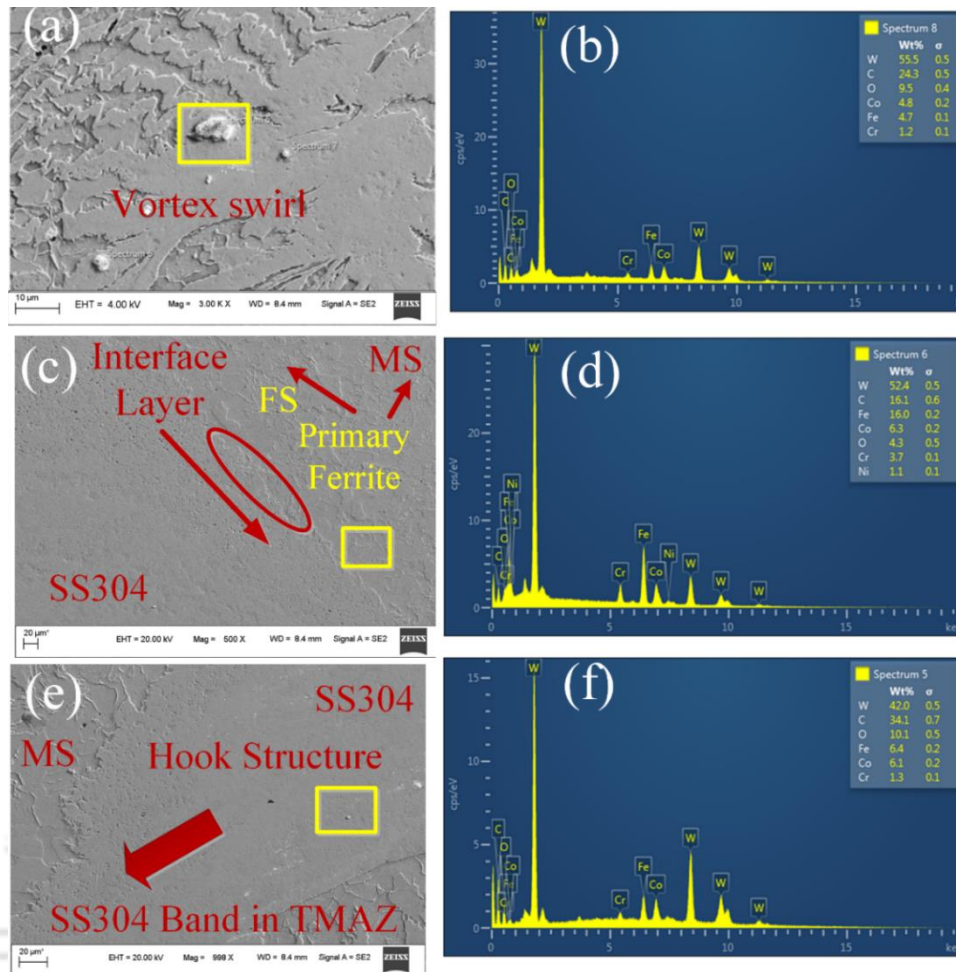 (a)
Spectrum 7
Vortex swirl
10 µm
EHT = 4.00 kV Mag = 3.00 K X WD = 8.4 mm Signal A = SE2 ZEISS
(b)
cps/eV
30
20
10
0
W
O
C
Co
Fe
C
Cr
Fe
Co
W
W
W
0 5 10 15
Spectrum 8
Wt% σ
W 55.5 0.5
C 24.3 0.5
O 9.5 0.4
Co 4.8 0.2
Fe 4.7 0.1
Cr 1.2 0.1
(c)
Interface
Layer
MS
FS
Primary
Ferrite
SS304
20 µm
EHT = 20.00 kV Mag = 500 X WD = 8.4 mm Signal A = SE2 ZEISS
(d)
cps/eV
20
10
0
W
Ni
Fe
Co
O
C
Cr
Cr
Fe
Co
Ni
W
W
W
0 5 10 15 ke
Spectrum 6
Wt% σ
W 52.4 0.5
C 16.1 0.6
Fe 16.0 0.2
Co 6.3 0.2
O 4.3 0.5
Cr 3.7 0.1
Ni 1.1 0.1
(e)
SS304
MS
Hook Structure
SS304 Band in TMAZ
20 µm
EHT = 20.00 kV Mag = 998 X WD = 8.4 mm Signal A = SE2 ZEISS
(f)
cps/eV
15
10
5
0
W
C
O
Co
Fe
C
Cr
Fe
Co
W
W
W
0 5 10 15 ke
Spectrum 5
Wt% σ
W 42.0 0.5
C 34.1 0.7
O 10.1 0.5
Fe 6.4 0.2
Co 6.1 0.2
Cr 1.3 0.1